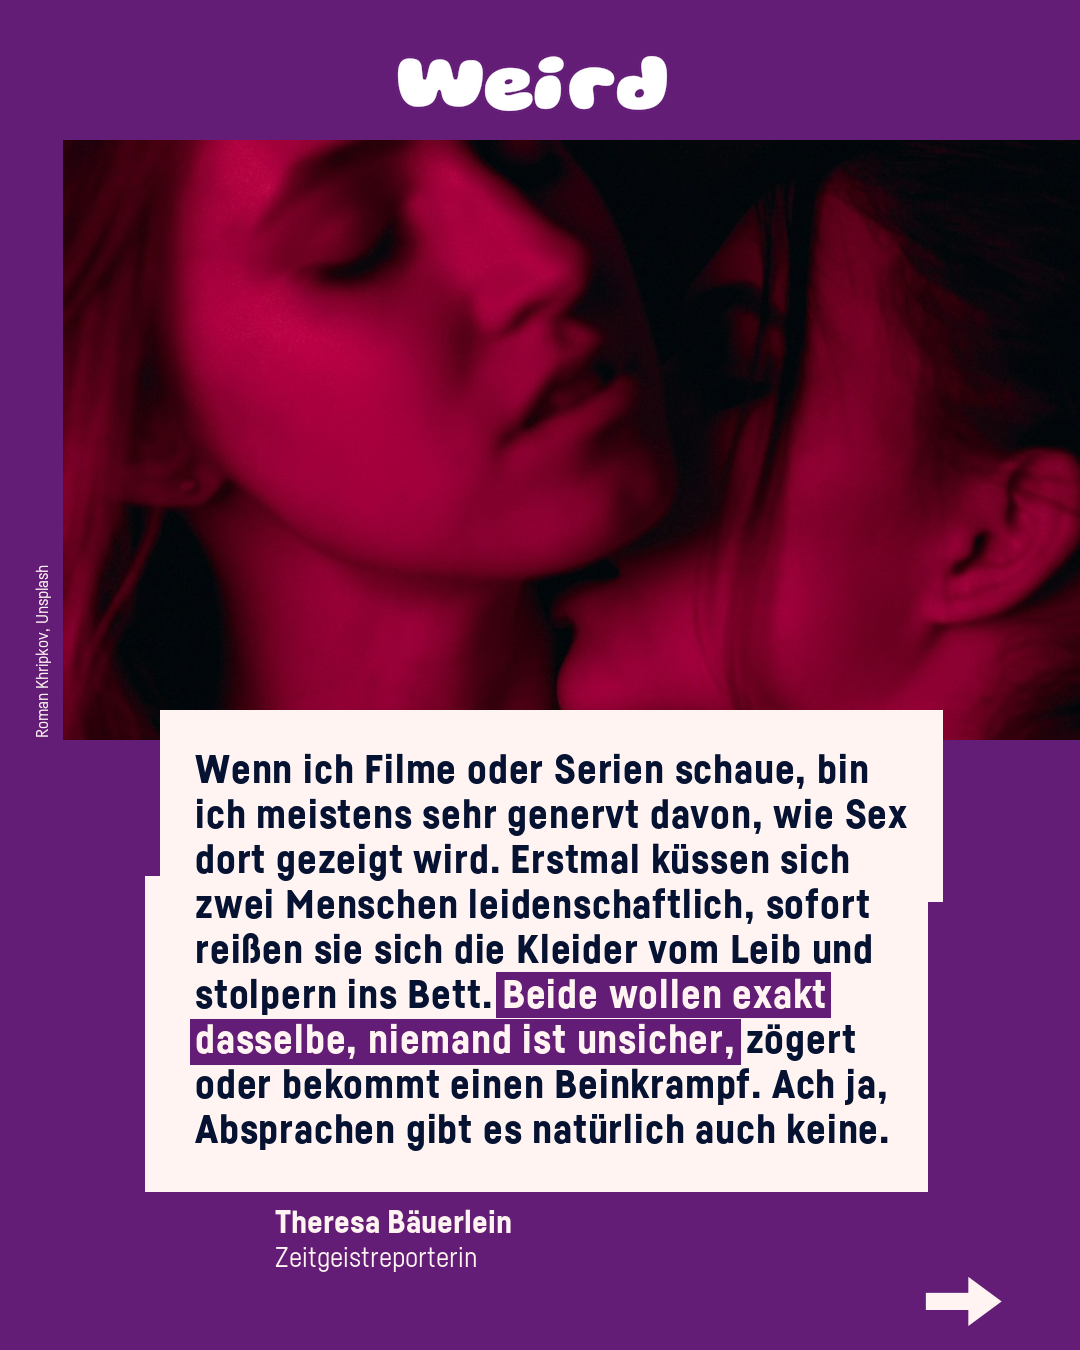 Weird
Roman Khripkov, Unsplash
Wenn ich Filme oder Serien schaue, bin
ich meistens sehr genervt davon, wie Sex
dort gezeigt wird. Erstmal küssen sich
zwei Menschen leidenschaftlich, sofort
reißen sie sich die Kleider vom Leib und
stolpern ins Bett. Beide wollen exakt
dasselbe, niemand ist unsicher, zögert
oder bekommt einen Beinkrampf. Ach ja,
Absprachen gibt es natürlich auch keine.
Theresa Bäuerlein
Zeitgeistreporterin